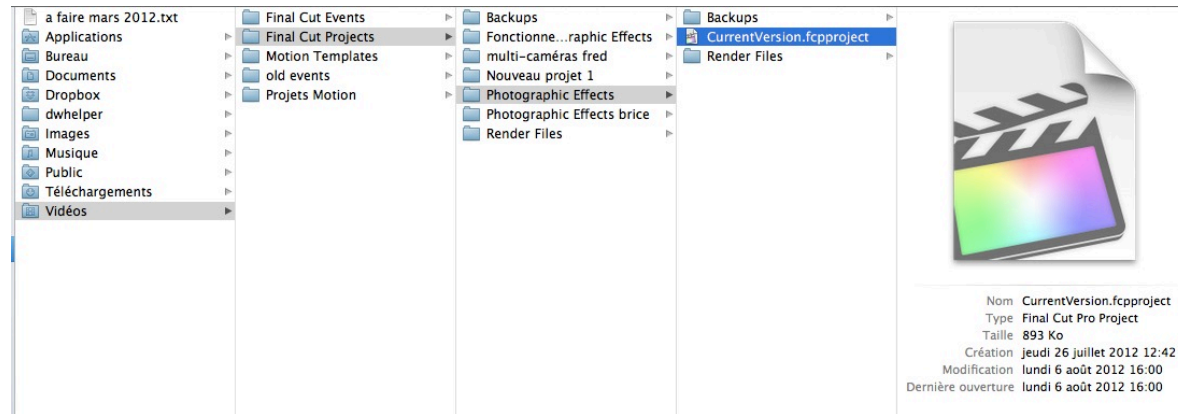 a faire mars 2012.txt
Applications
Bureau
Documents
Dropbox
dwhelper
Images
Musique
Public
Téléchargements
Vidéos
Final Cut Events
Final Cut Projects
Motion Templates
old events
Projets Motion
Backups
Fonctionne...raphic Effects
multi-caméras fred
Nouveau projet 1
Photographic Effects
Photographic Effects brice
Render Files
Backups
CurrentVersion.fcpproject
Render Files
Nom CurrentVersion.fcpproject
Type Final Cut Pro Project
Taille 893 Ko
Création jeudi 26 juillet 2012 12:42
Modification lundi 6 août 2012 16:00
Dernière ouverture lundi 6 août 2012 16:00